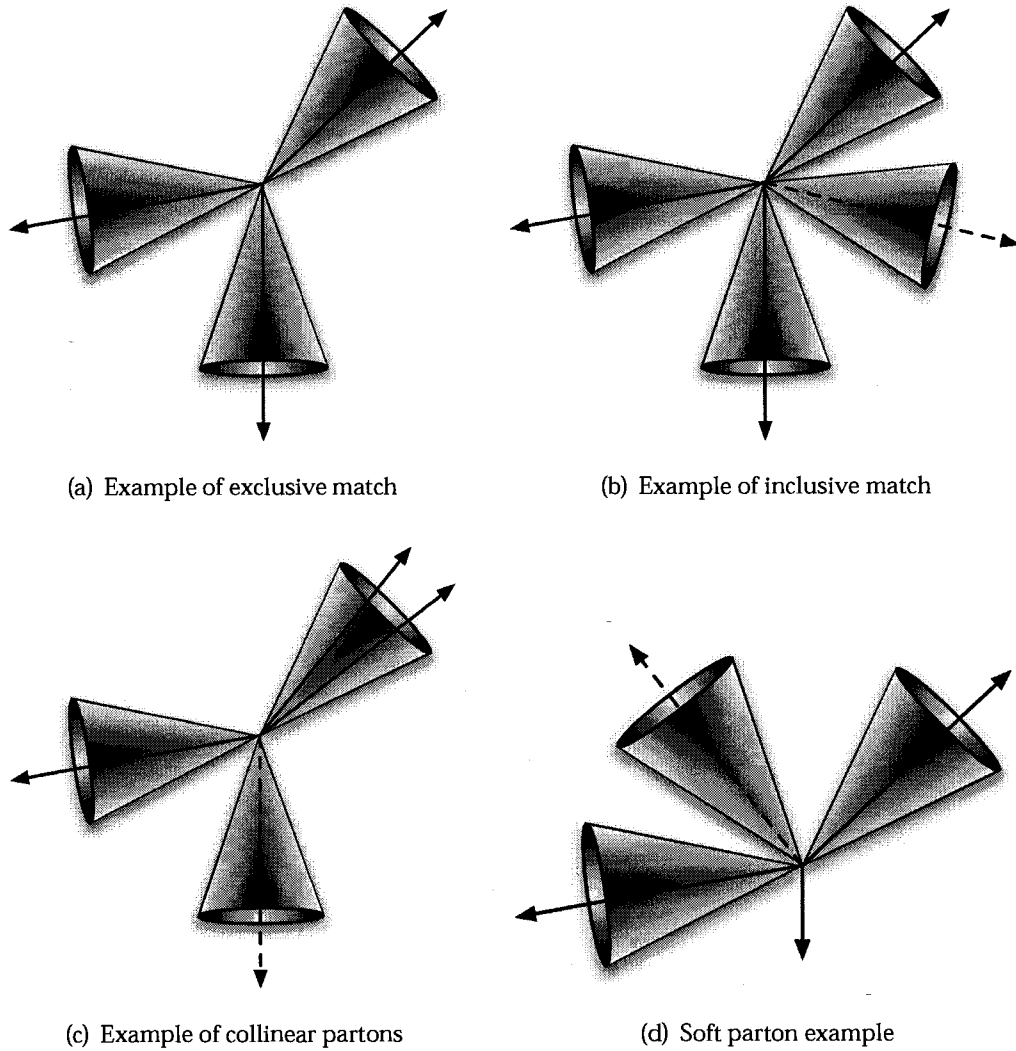 (a) Example of exclusive match
(b) Example of inclusive match
(c) Example of collinear partons
(d) Soft parton example